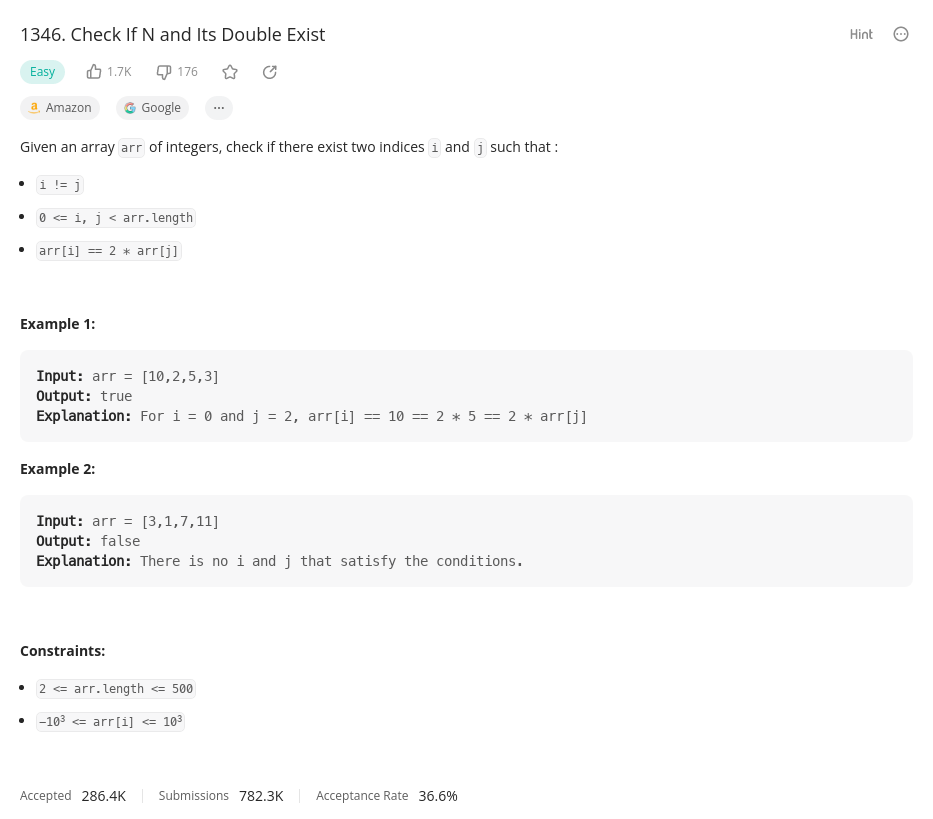 1346. Check If N and Its Double Exist
Hint
Easy 1.7K 176
Amazon Google ...
Given an array arr of integers, check if there exist two indices i and j such that :
• i != j
• 0 <= i, j < arr.length
• arr[i] == 2 * arr[j]
Example 1:
Input: arr = [10,2,5,3]
Output: true
Explanation: For i = 0 and j = 2, arr[i] == 10 == 2 * 5 == 2 * arr[j]
Example 2:
Input: arr = [3,1,7,11]
Output: false
Explanation: There is no i and j that satisfy the conditions.
Constraints:
• 2 <= arr.length <= 500
• −10³ <= arr[i] <= 10³
Accepted 286.4K Submissions 782.3K Acceptance Rate 36.6%